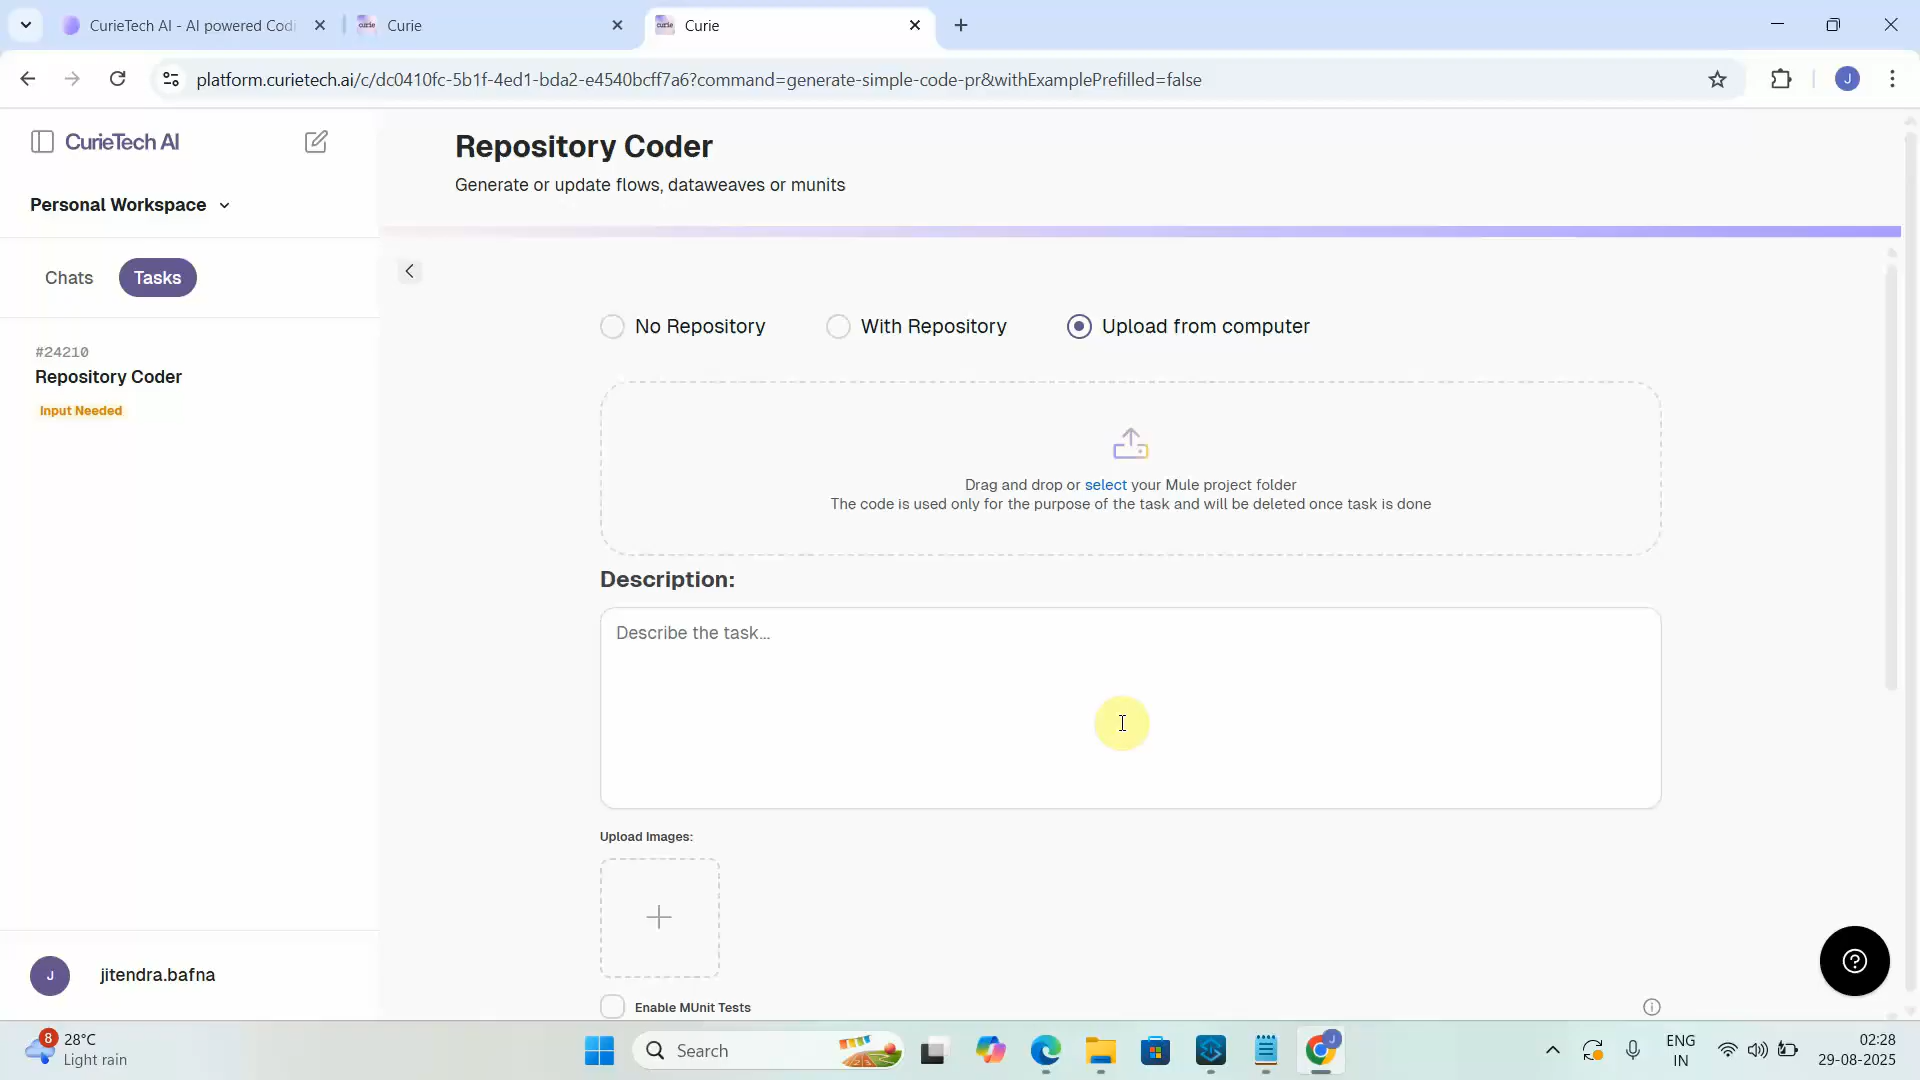 CurieTech AI - AI powered Codi
Curie
Curie
platform.curietech.ai/c/dc0410fc-5b1f-4ed1-bda2-e4540bcff7a6?command=generate-simple-code-pr&withExamplePrefilled=false
J
CurieTech AI
Personal Workspace
Chats
Tasks
#24210
Repository Coder
Input Needed
Repository Coder
Generate or update flows, dataweaves or munits
No Repository
With Repository
Upload from computer
Drag and drop or select your Mule project folder
The code is used only for the purpose of the task and will be deleted once task is done
Description:
Describe the task...
Upload Images:
Enable MUnit Tests
J
jitendra.bafna
8
28°C
Light rain
Search
J
ENG
IN
02:28
29-08-2025